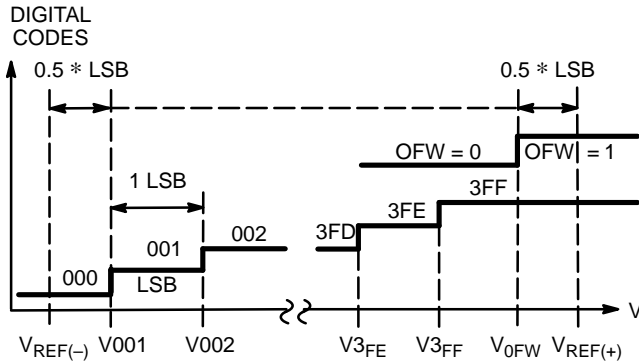 DIGITAL
CODES
0.5 * LSB
0.5 * LSB
OFW = 0
OFW = 1
1 LSB
3FF
3FE
3FD
002
001
000
LSB
V
VREF(–)
V001
V002
V3FE
V3FF
V0FW
VREF(+)